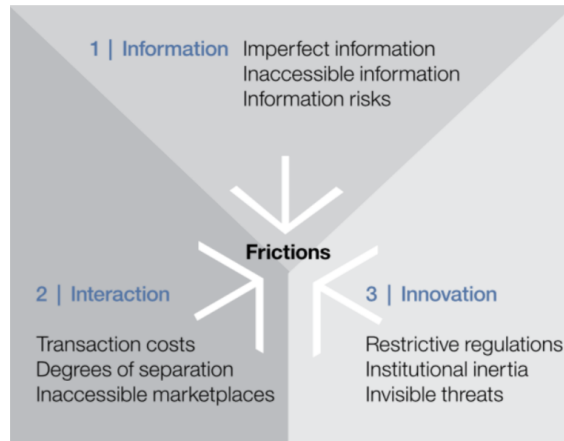 1 | Information Imperfect information
Inaccessible information
Information risks
Frictions
2 | Interaction
Transaction costs
Degrees of separation
Inaccessible marketplaces
3 | Innovation
Restrictive regulations
Institutional inertia
Invisible threats